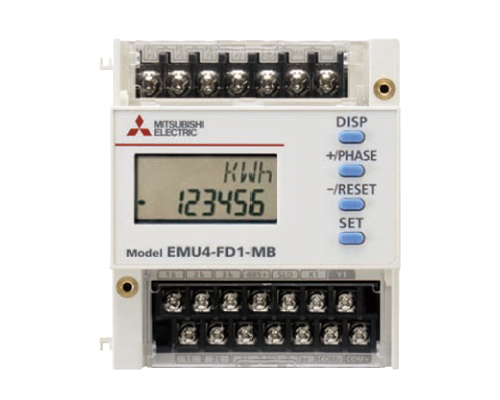 MITSUBISHI
ELECTRIC
DISP
+/PHASE
-/RESET
SET
KWh
- 123456
Model EMU4-FD1-MB